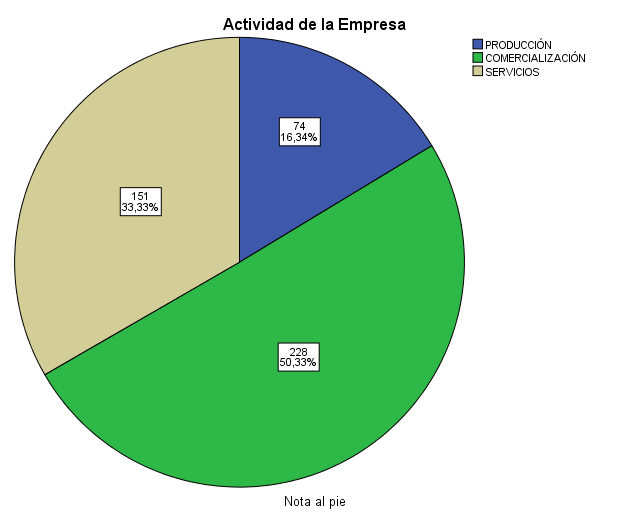 Actividad de la Empresa
PRODUCCIÓN
COMERCIALIZACIÓN
SERVICIOS
74
16,34%
151
33,33%
228
50,33%
Nota al pie